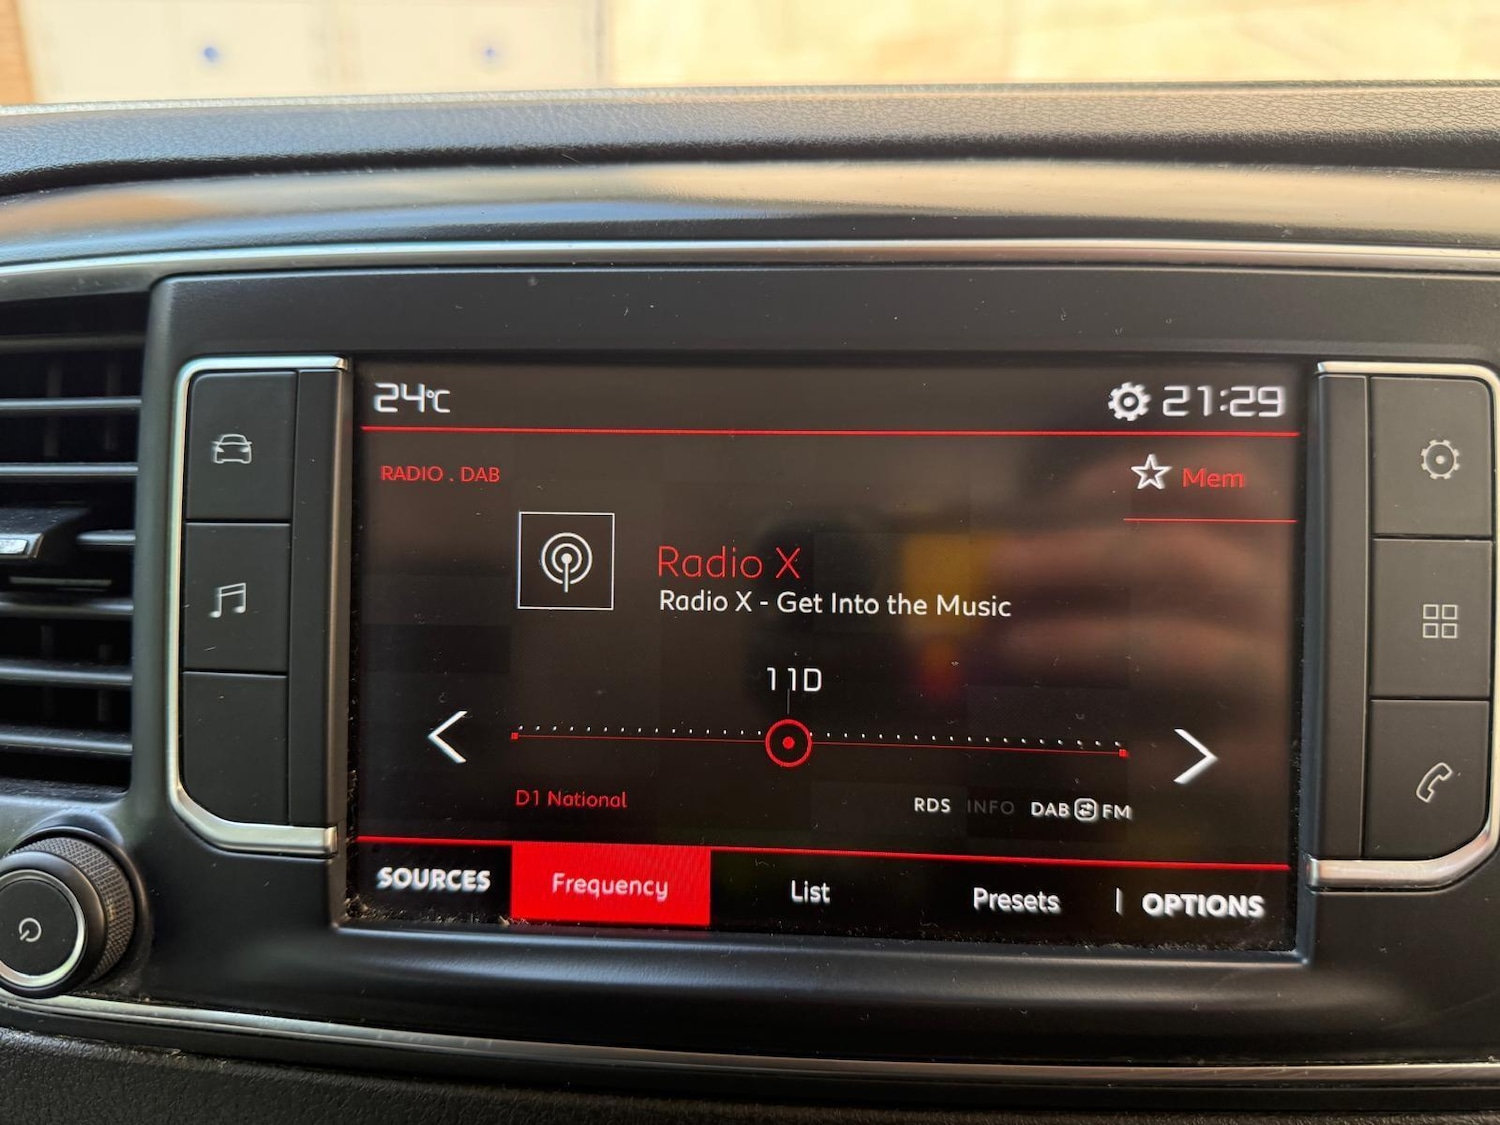 24°C
21:29
RADIO . DAB
Mem
Radio X
Radio X - Get Into the Music
11D
D1 National
RDS INFO DAB FM
SOURCES Frequency List Presets OPTIONS